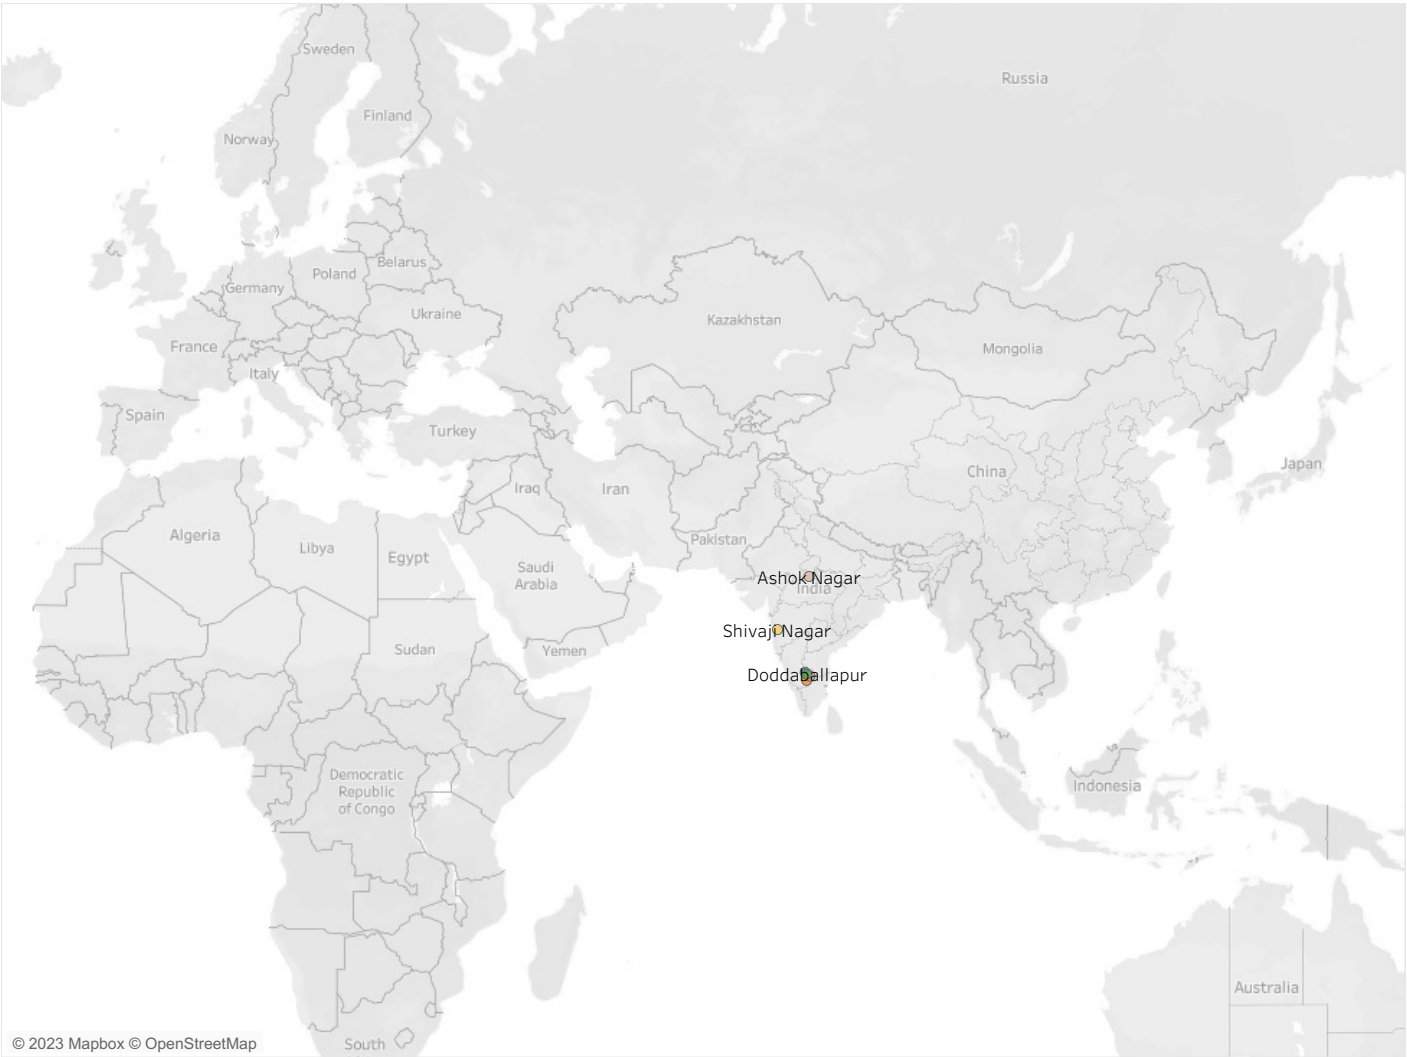 Sweden
Russia
Finland
Norway
Belarus
Poland
Germany
Ukraine
Kazakhstan
France
Mongolia
Italy
Spain
Turkey
Japan
China
Iraq
Iran
Algeria
Pakistan
Libya
Egypt
Saudi
Arabia
Ashok Nagar
India
Shivaji Nagar
Sudan
Yemen
Doddaballapur
Democratic
Republic
of Congo
Indonesia
Australia
South
© 2023 Mapbox © OpenStreetMap